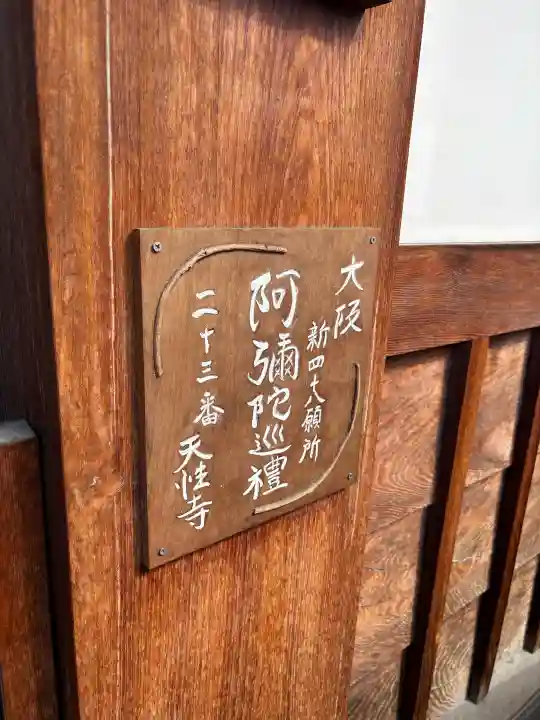 大阪
新四十八願所
阿彌陀巡禮
二十三番 天性寺